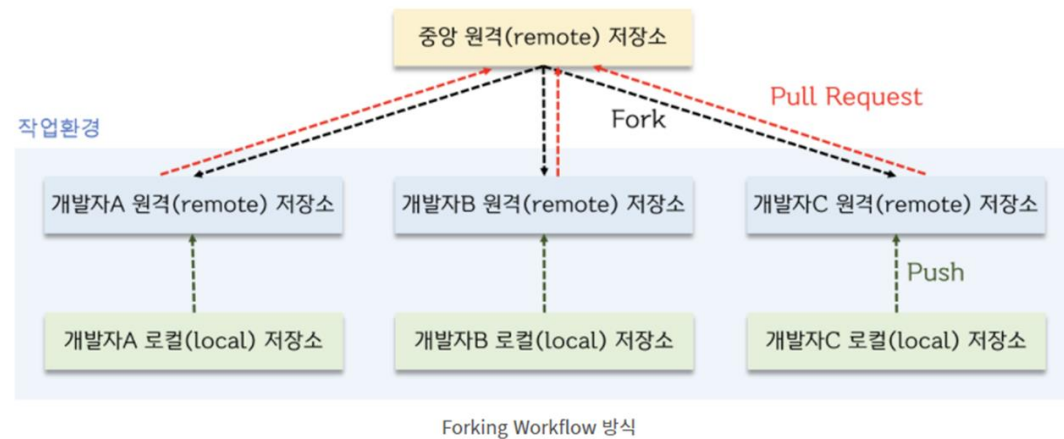 중앙 원격(remote) 저장소
Pull Request
Fork
작업환경
개발자A 원격(remote) 저장소
개발자B 원격(remote) 저장소
개발자C 원격(remote) 저장소
Push
개발자A 로컬(local) 저장소
개발자B 로컬(local) 저장소
개발자C 로컬(local) 저장소
Forking Workflow 방식